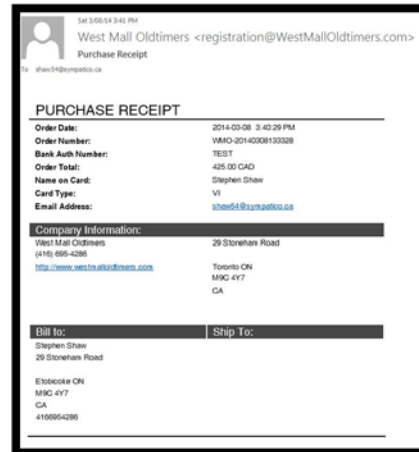 Sat 3/08/14 3:41 PM
West Mall Oldtimers <registration@WestMallOldtimers.com>
Purchase Receipt
To shaw54@sympatico.ca
PURCHASE RECEIPT
Order Date: 2014-03-08 3:40:29 PM
Order Number: WMO-20140308133328
Bank Auth Number: TEST
Order Total: 425.00 CAD
Name on Card: Stephen Shaw
Card Type: VI
Email Address: shaw54@sympatico.ca
Company Information:
West Mall Oldtimers 29 Stoneham Road
(416) 695-4286
http://www.westmalloldtimers.com Toronto ON
M9C 4Y7
CA
Bill to: Ship To:
Stephen Shaw
29 Stoneham Road
Etobicoke ON
M9C 4Y7
CA
4166954286